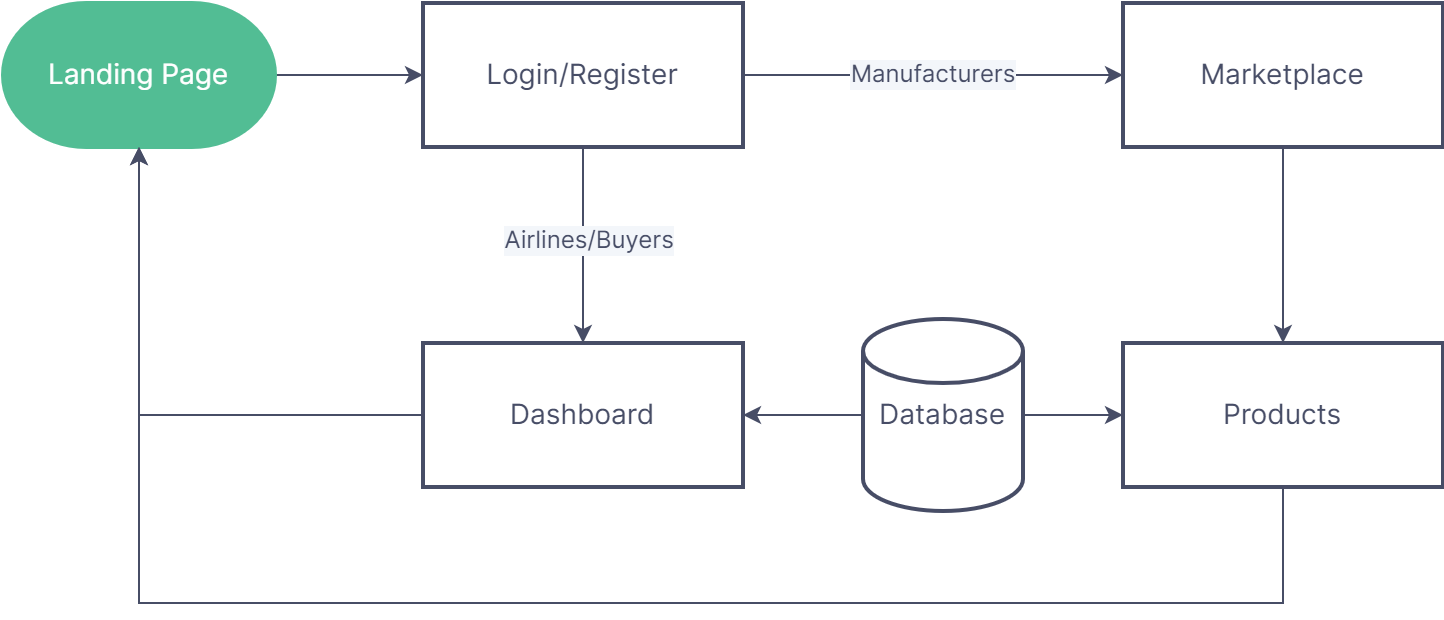 Landing Page
Login/Register
Manufacturers
Marketplace
Airlines/Buyers
Dashboard
Database
Products